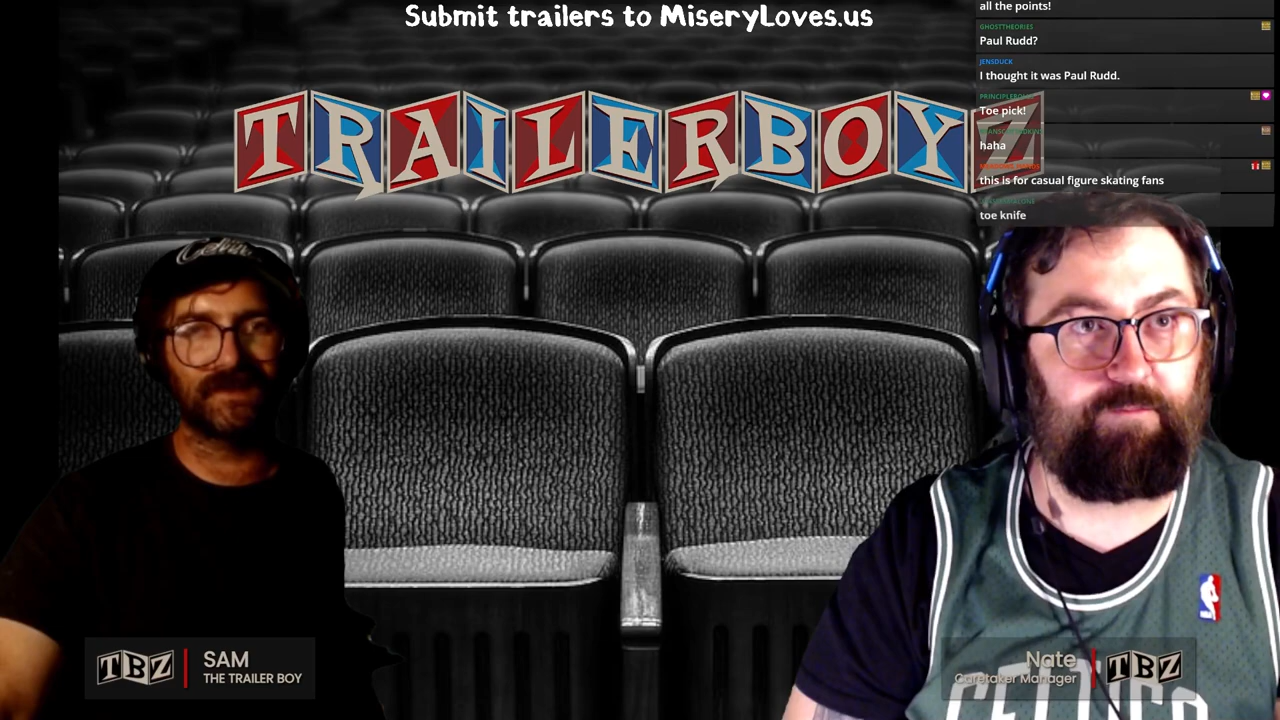 Submit trailers to MiseryLoves.us
all the points!
GHOSTTHEORIES
Paul Rudd?
JENSDUCK
I thought it was Paul Rudd.
Toe pick!
haha
this is for casual figure skating fans
toe knife
TRAILERBOYZ
TBZ
SAM
THE TRAILER BOY
Nate
Caretaker Manager
TBZ
CELTICS